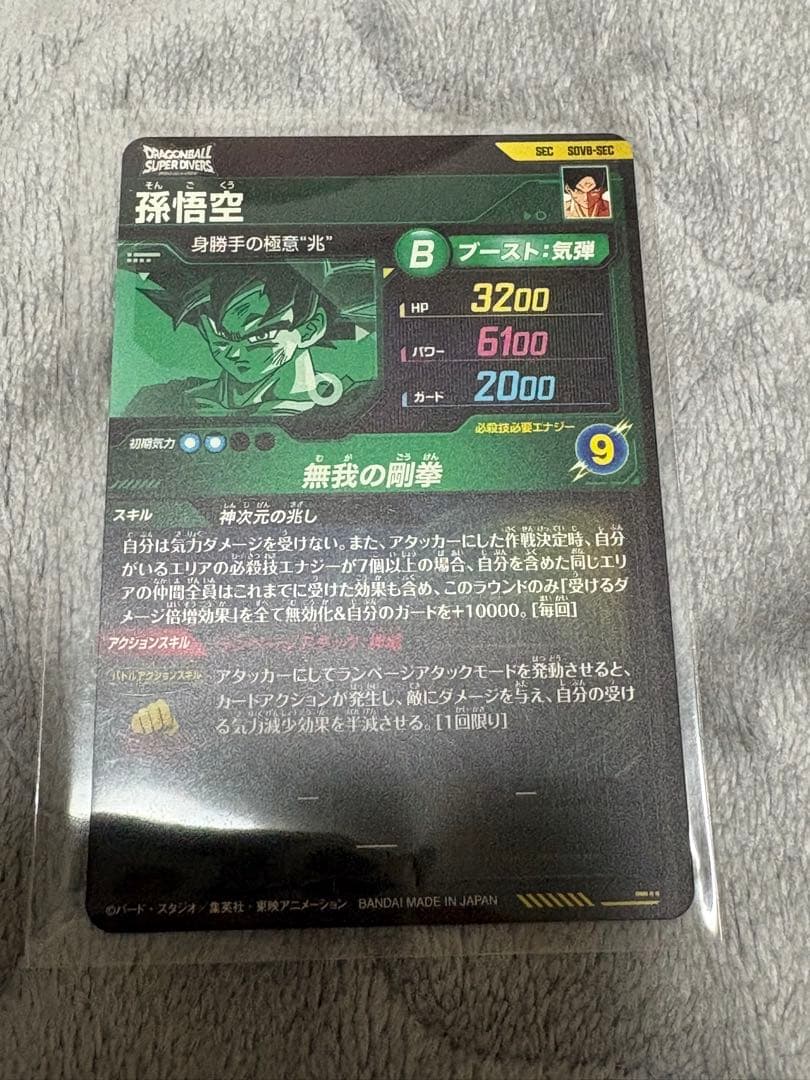 DRAGONBALL
SUPER DIVERS
SEC SDV8-SEC
そん ご くう
孫悟空
身勝手の極意“兆”
B ブースト:気弾
HP 3200
パワー 6100
ガード 2000
初期気力
必殺技必要エナジー
9
む が ごう けん
無我の剛拳
スキル 神次元の兆し
自分は気力ダメージを受けない。また、アタッカーにした作戦決定時、自分
がいるエリアの必殺技エナジーが7個以上の場合、自分を含めた同じエリ
アの仲間全員はこれまでに受けた効果も含め、このラウンドのみ「受けるダ
メージ倍増効果」を全て無効化&自分のガードを+10000。[毎回]
アクションスキル
バトルアクションスキル
アタッカーにしてランページアタックモードを発動させると、
カードアクションが発生し、敵にダメージを与え、自分の受け
る気力減少効果を半減させる。[1回限り]
©バード・スタジオ/集英社・東映アニメーション BANDAI MADE IN JAPAN